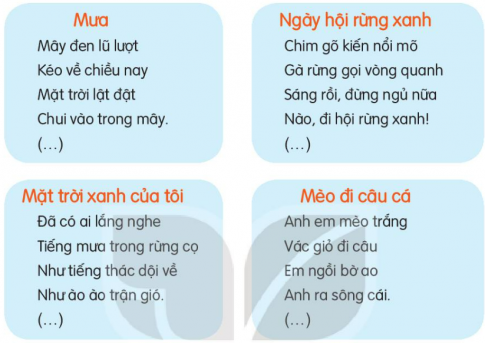 Mưa
Mây đen lũ lượt
Kéo về chiều nay
Mặt trời lật đật
Chui vào trong mây.
(...)
Ngày hội rừng xanh
Chim gõ kiến nổi mõ
Gà rừng gọi vòng quanh
Sáng rồi, đừng ngủ nữa
Nào, đi hội rừng xanh!
(...)
Mặt trời xanh của tôi
Đã có ai lắng nghe
Tiếng mưa trong rừng cọ
Như tiếng thác dội về
Như ào ào trận gió.
(...)
Mèo đi câu cá
Anh em mèo trắng
Vác giỏ đi câu
Em ngồi bờ ao
Anh ra sông cái.
(...)